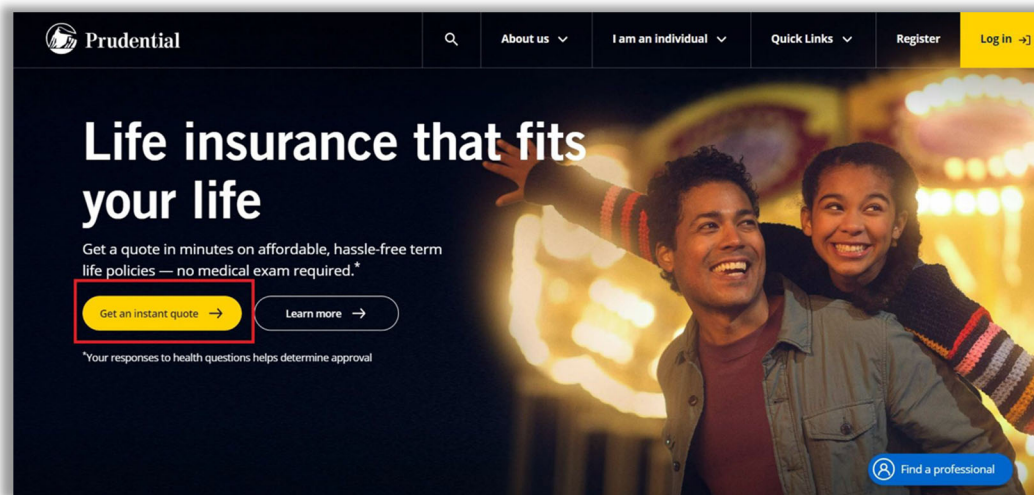 Prudential
About us
I am an individual
Quick Links
Register
Log in
Life insurance that fits
your life
Get a quote in minutes on affordable, hassle-free term
life policies — no medical exam required.*
Get an instant quote
Learn more
*Your responses to health questions helps determine approval
Find a professional